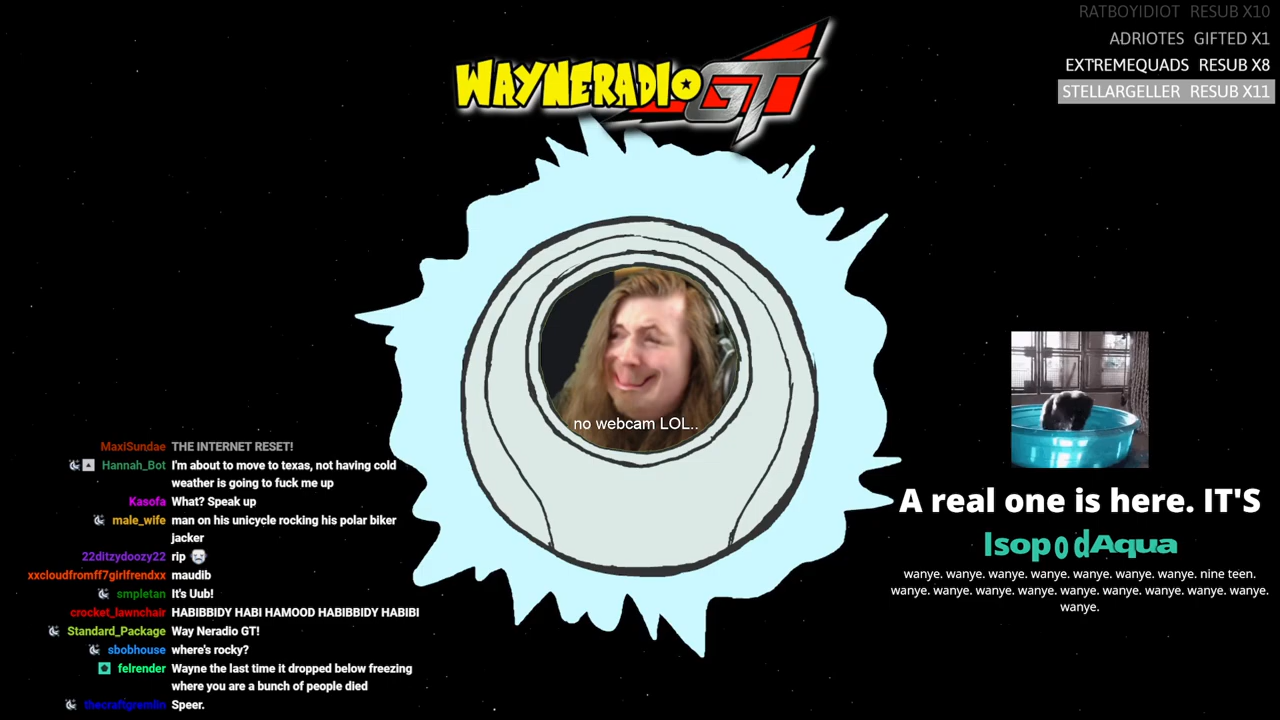 RATBOYIDIOT RESUB X10
ADRIOTES GIFTED X1
EXTREMEQUADS RESUB X8
STELLARGELLER RESUB X11
WAYNERADIO GT
no webcam LOL..
MaxiSundae THE INTERNET RESET!
Hannah_Bot I'm about to move to texas, not having cold
weather is going to fuck me up
Kasofa What? Speak up
male_wife man on his unicycle rocking his polar biker
jacker
22ditzydoozy22 rip
xxcloudfromff7girlfrendxx maudib
smpletan It's Uub!
crocket_lawnchair HABIBBIDY HABI HAMOOD HABIBBIDY HABIBI
Standard_Package Way Neradio GT!
sbobhouse where's rocky?
felrender Wayne the last time it dropped below freezing
where you are a bunch of people died
thecraftgremlin Speer.
A real one is here. IT'S
IsopodAqua
wanye. wanye. wanye. wanye. wanye. wanye. wanye. nine teen.
wanye. wanye. wanye. wanye. wanye. wanye. wanye. wanye. wanye.
wanye.